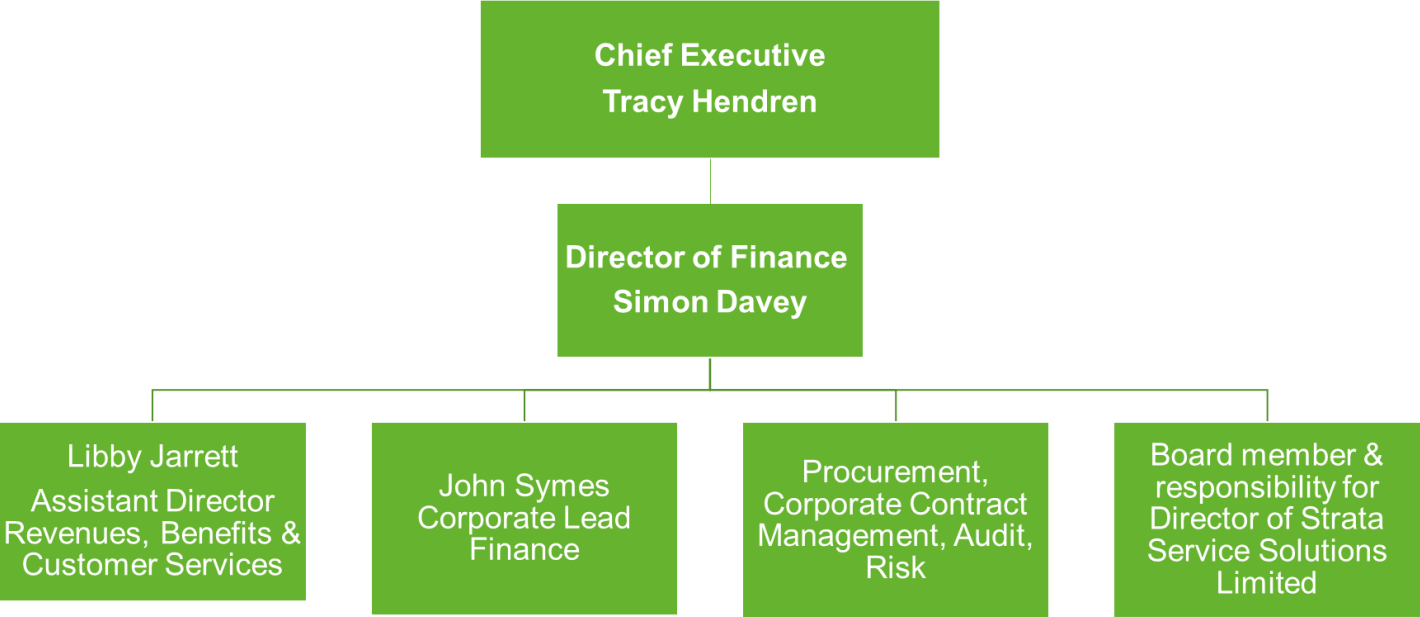 Chief Executive
Tracy Hendren
Director of Finance
Simon Davey
Libby Jarrett
Assistant Director
Revenues, Benefits &
Customer Services
John Symes
Corporate Lead
Finance
Procurement,
Corporate Contract
Management, Audit,
Risk
Board member &
responsibility for
Director of Strata
Service Solutions
Limited